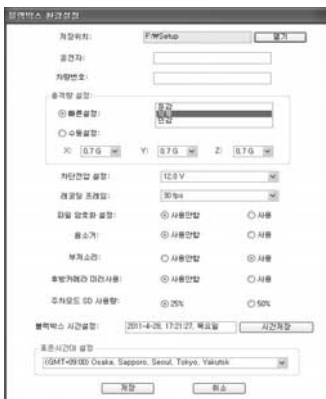 블랙박스 환경설정
저장위치: F:₩Setup 열기
운전자:
차량번호:
충격량 설정:
빠른설정: 둔감
보통
민감
수동설정:
X: 0.7 G Y: 0.7 G Z: 0.7 G
차단전압 설정: 12.0 V
레코딩 프레임: 30 fps
파일 암호화 설정: 사용안함 사용
음소거: 사용안함 사용
부저소리: 사용안함 사용
후방카메라 미러사용: 사용안함 사용
주차모드 SD 사용량: 25% 50%
블랙박스 시간설정: 2011-4-28, 17:21:27, 목요일 시간저장
표준시간대 설정
(GMT+09:00) Osaka, Sapporo, Seoul, Tokyo, Yakutsk
저장 취소